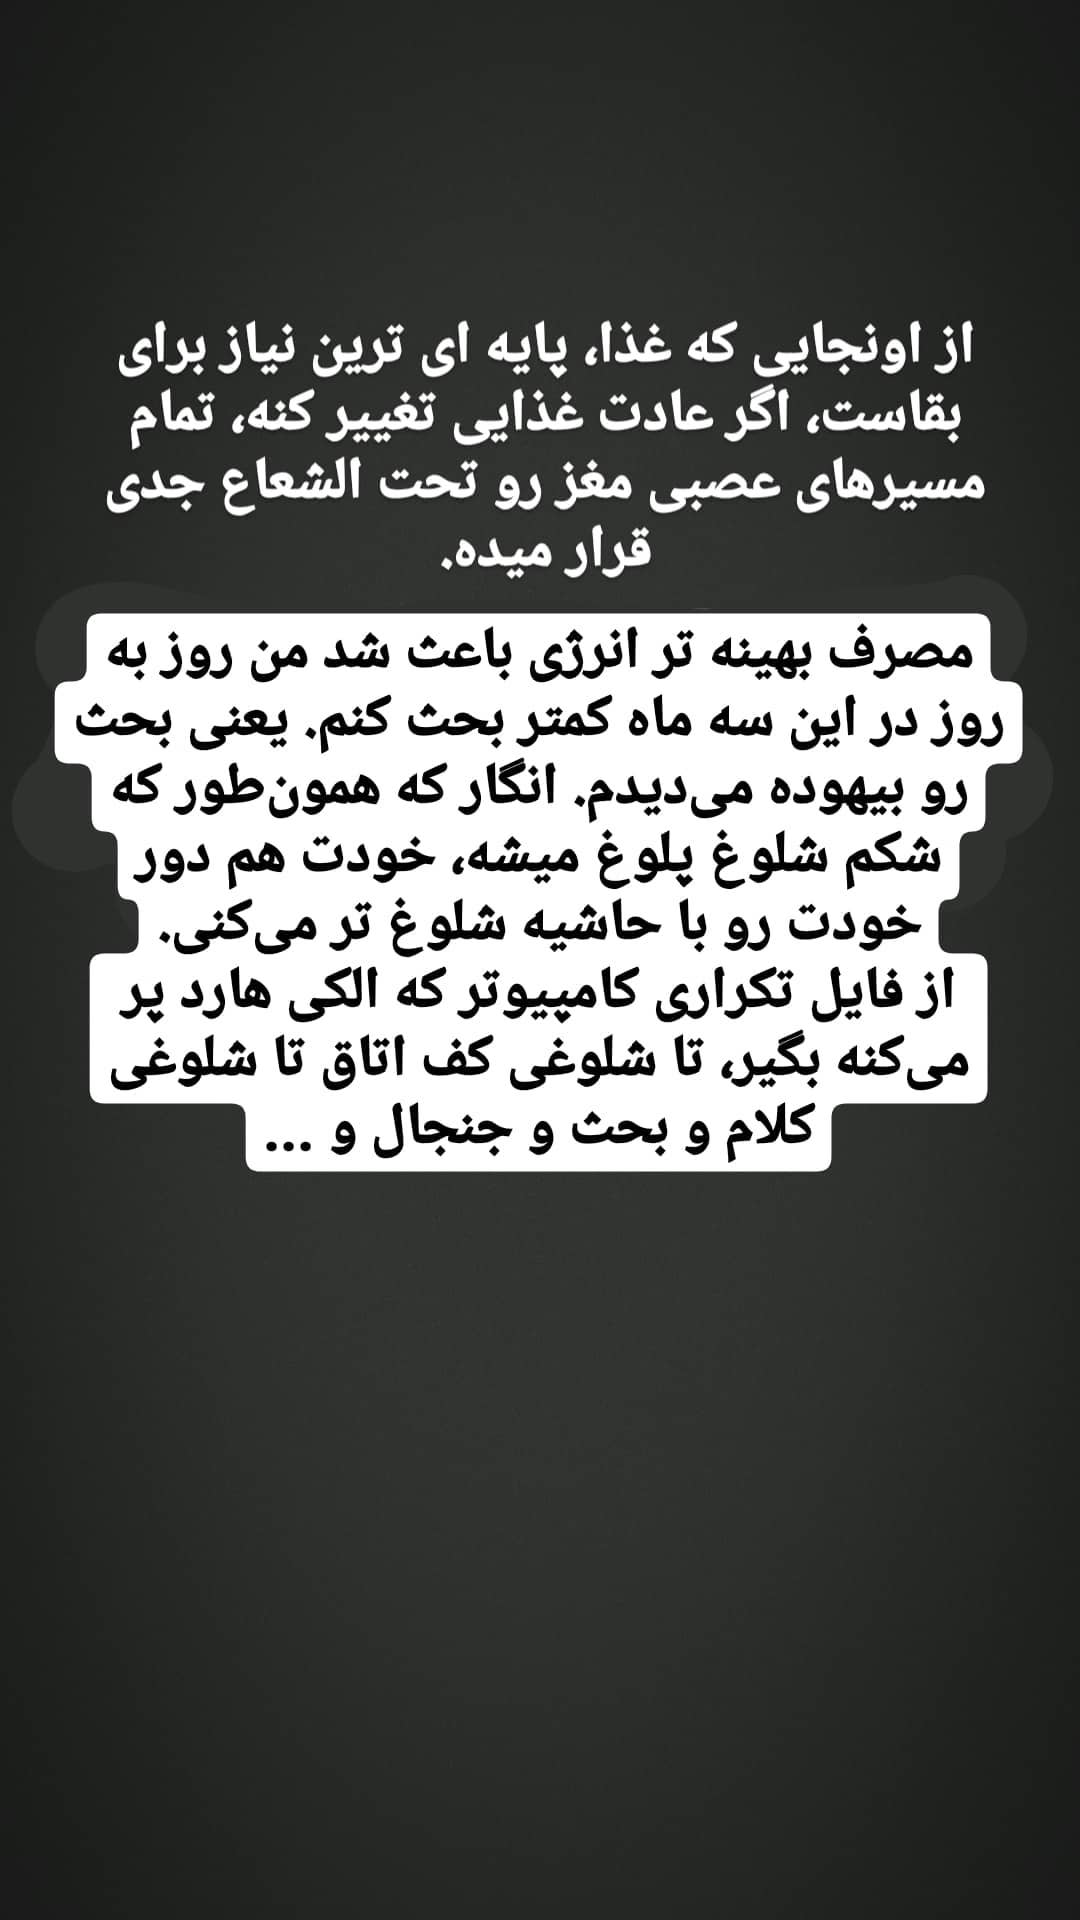 از اونجایی که غذا، پایه ای ترین نیاز برای
بقاست، اگر عادت غذایی تغییر کنه، تمام
مسیرهای عصبی مغز رو تحت الشعاع جدی
قرار میده.
مصرف بهینه تر انرژی باعث شد من روز به
روز در این سه ماه کمتر بحث کنم. یعنی بحث
رو بیهوده می‌دیدم. انگار که همون‌طور که
شکم شلوغ پلوغ میشه، خودت هم دور
خودت رو با حاشیه شلوغ تر می‌کنی.
از فایل تکراری کامپیوتر که الکی هارد پر
می‌کنه بگیر، تا شلوغی کف اتاق تا شلوغی
کلام و بحث و جنجال و ...